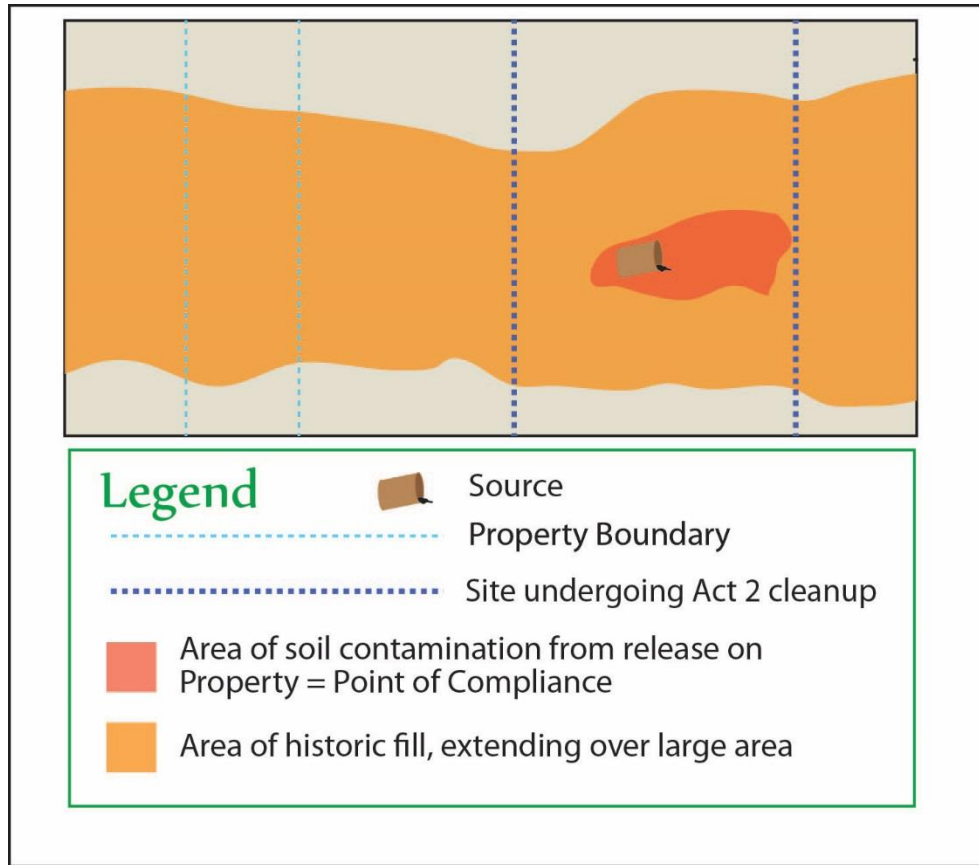 Legend
Source
Property Boundary
Site undergoing Act 2 cleanup
Area of soil contamination from release on
Property = Point of Compliance
Area of historic fill, extending over large area